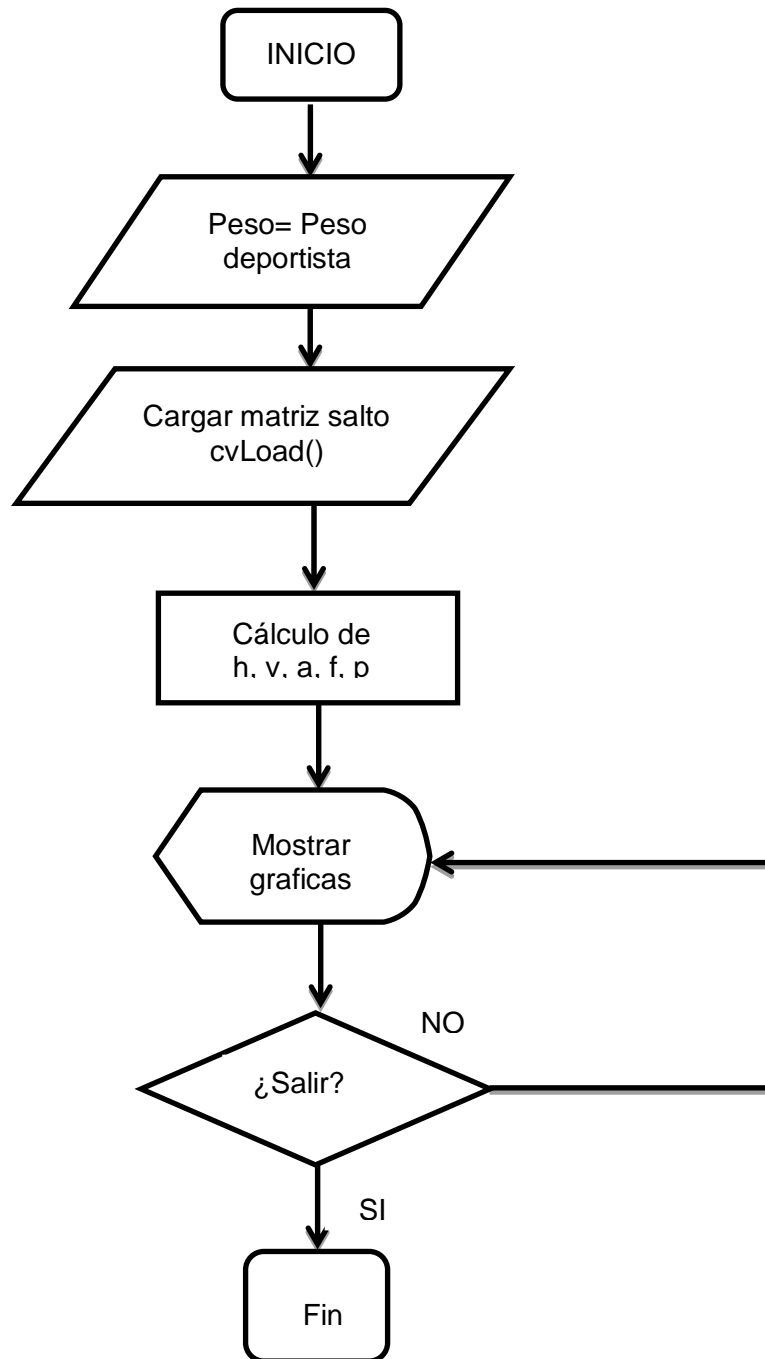 INICIO
Peso= Peso
deportista
Cargar matriz salto
cvLoad()
Cálculo de
h, v, a, f, p
Mostrar
graficas
NO
¿Salir?
SI
Fin